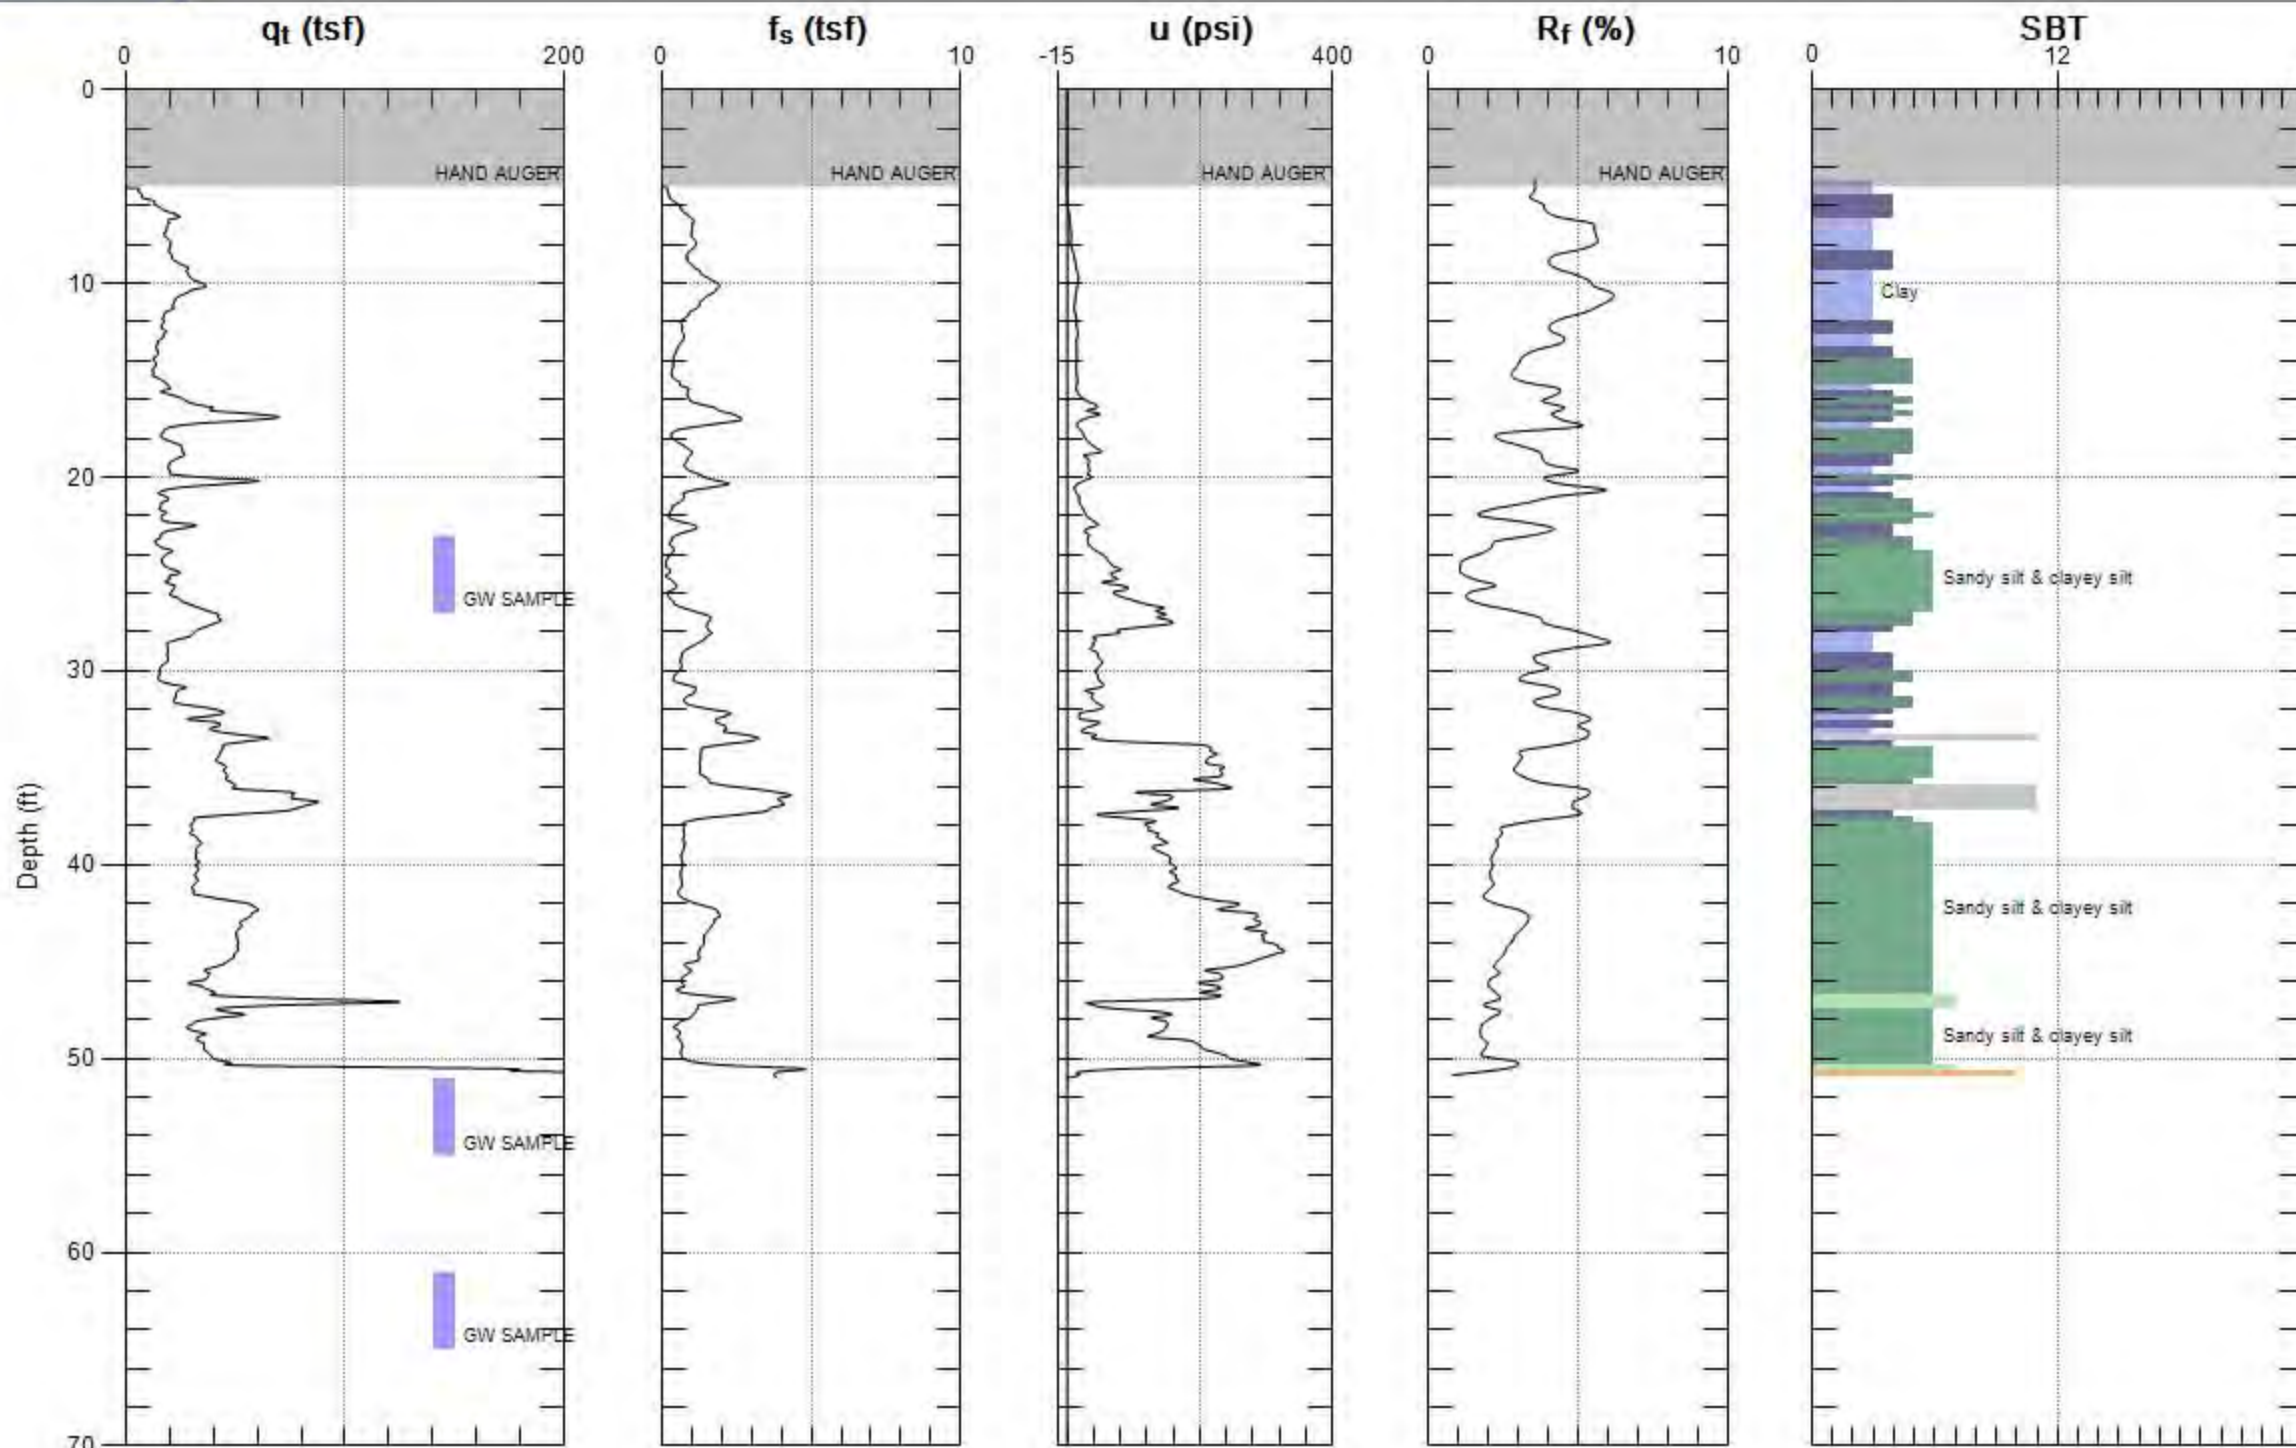 qt (tsf) fs (tsf) u (psi) Rf (%) SBT
0 200 0 10 -15 400 0 10 0 12
0
HAND AUGER HAND AUGER HAND AUGER HAND AUGER
10
Clay
20
Sandy silt & clayey silt
GW SAMPLE
30
Depth (ft)
40
Sandy silt & clayey silt
Sandy silt & clayey silt
50
GW SAMPLE
60
GW SAMPLE
70